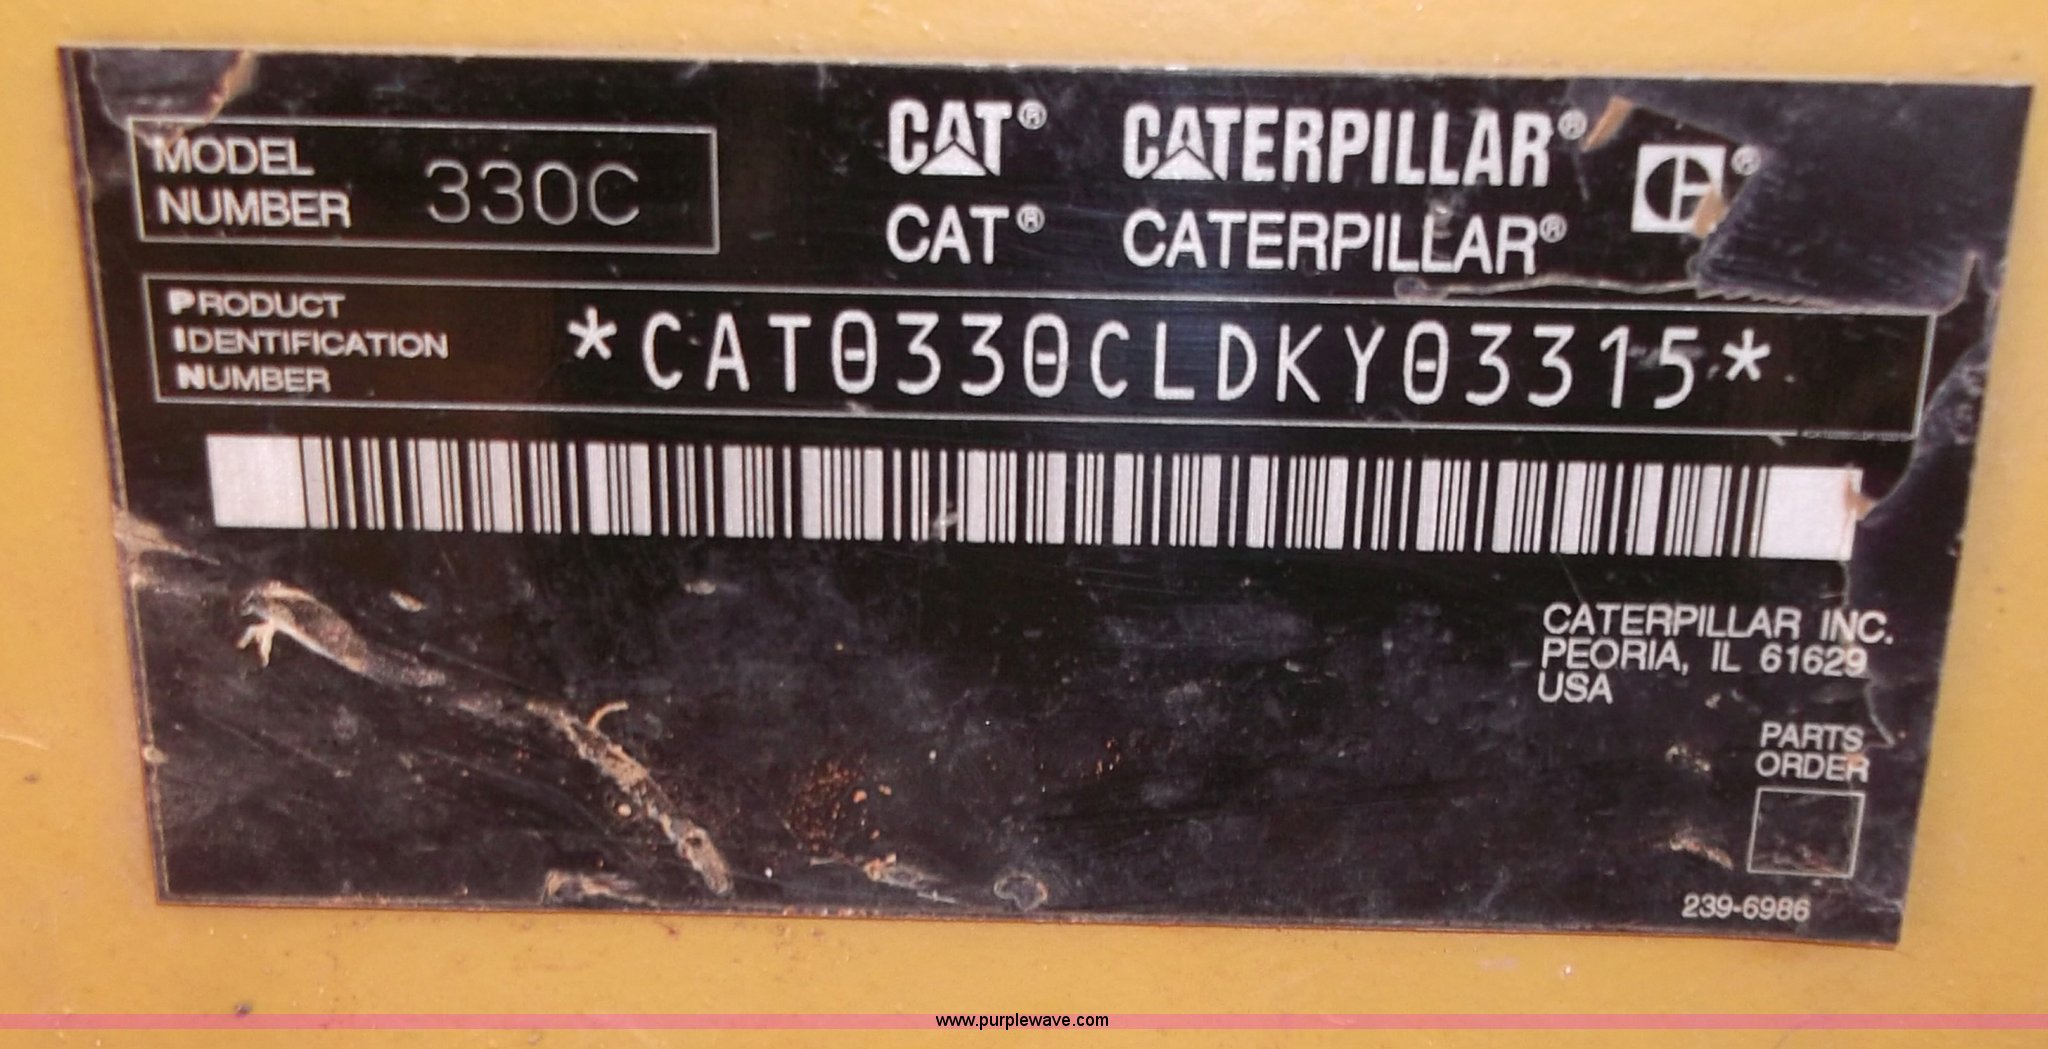 MODEL
NUMBER 330C
CAT® CATERPILLAR® ®
CAT® CATERPILLAR®
PRODUCT
IDENTIFICATION
NUMBER
*CAT0330CLDKY03315*
CATERPILLAR INC.
PEORIA, IL 61629
USA
PARTS
ORDER
239-6986
www.purplewave.com